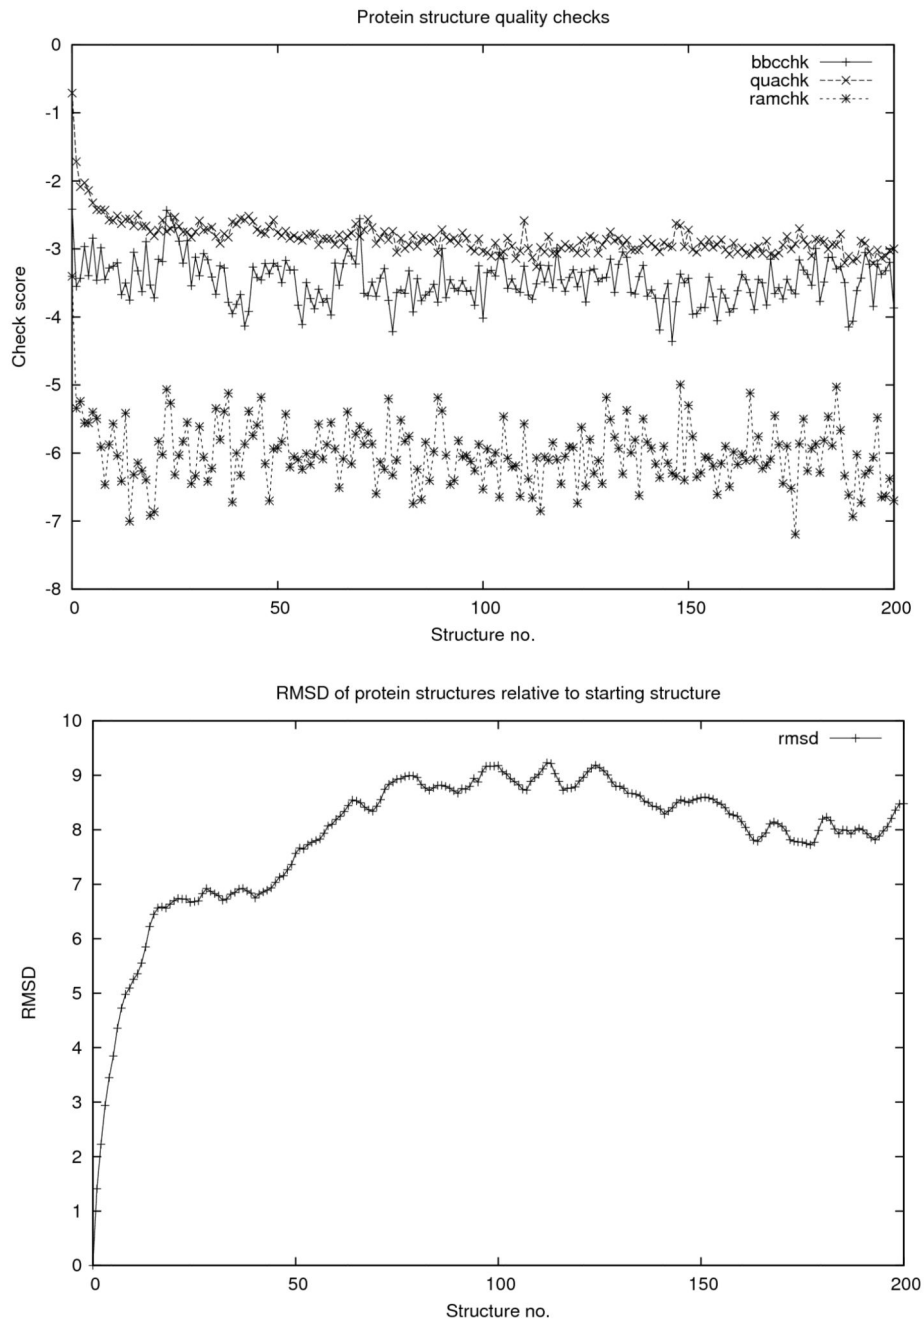 Protein structure quality checks
0
-1
-2
-3
-4
-5
-6
-7
-8
Check score
bbcchk
quachk
ramchk
0 50 100 150 200
Structure no.
RMSD of protein structures relative to starting structure
10
9
8
7
6
5
4
3
2
1
0
RMSD
rmsd
0 50 100 150 200
Structure no.